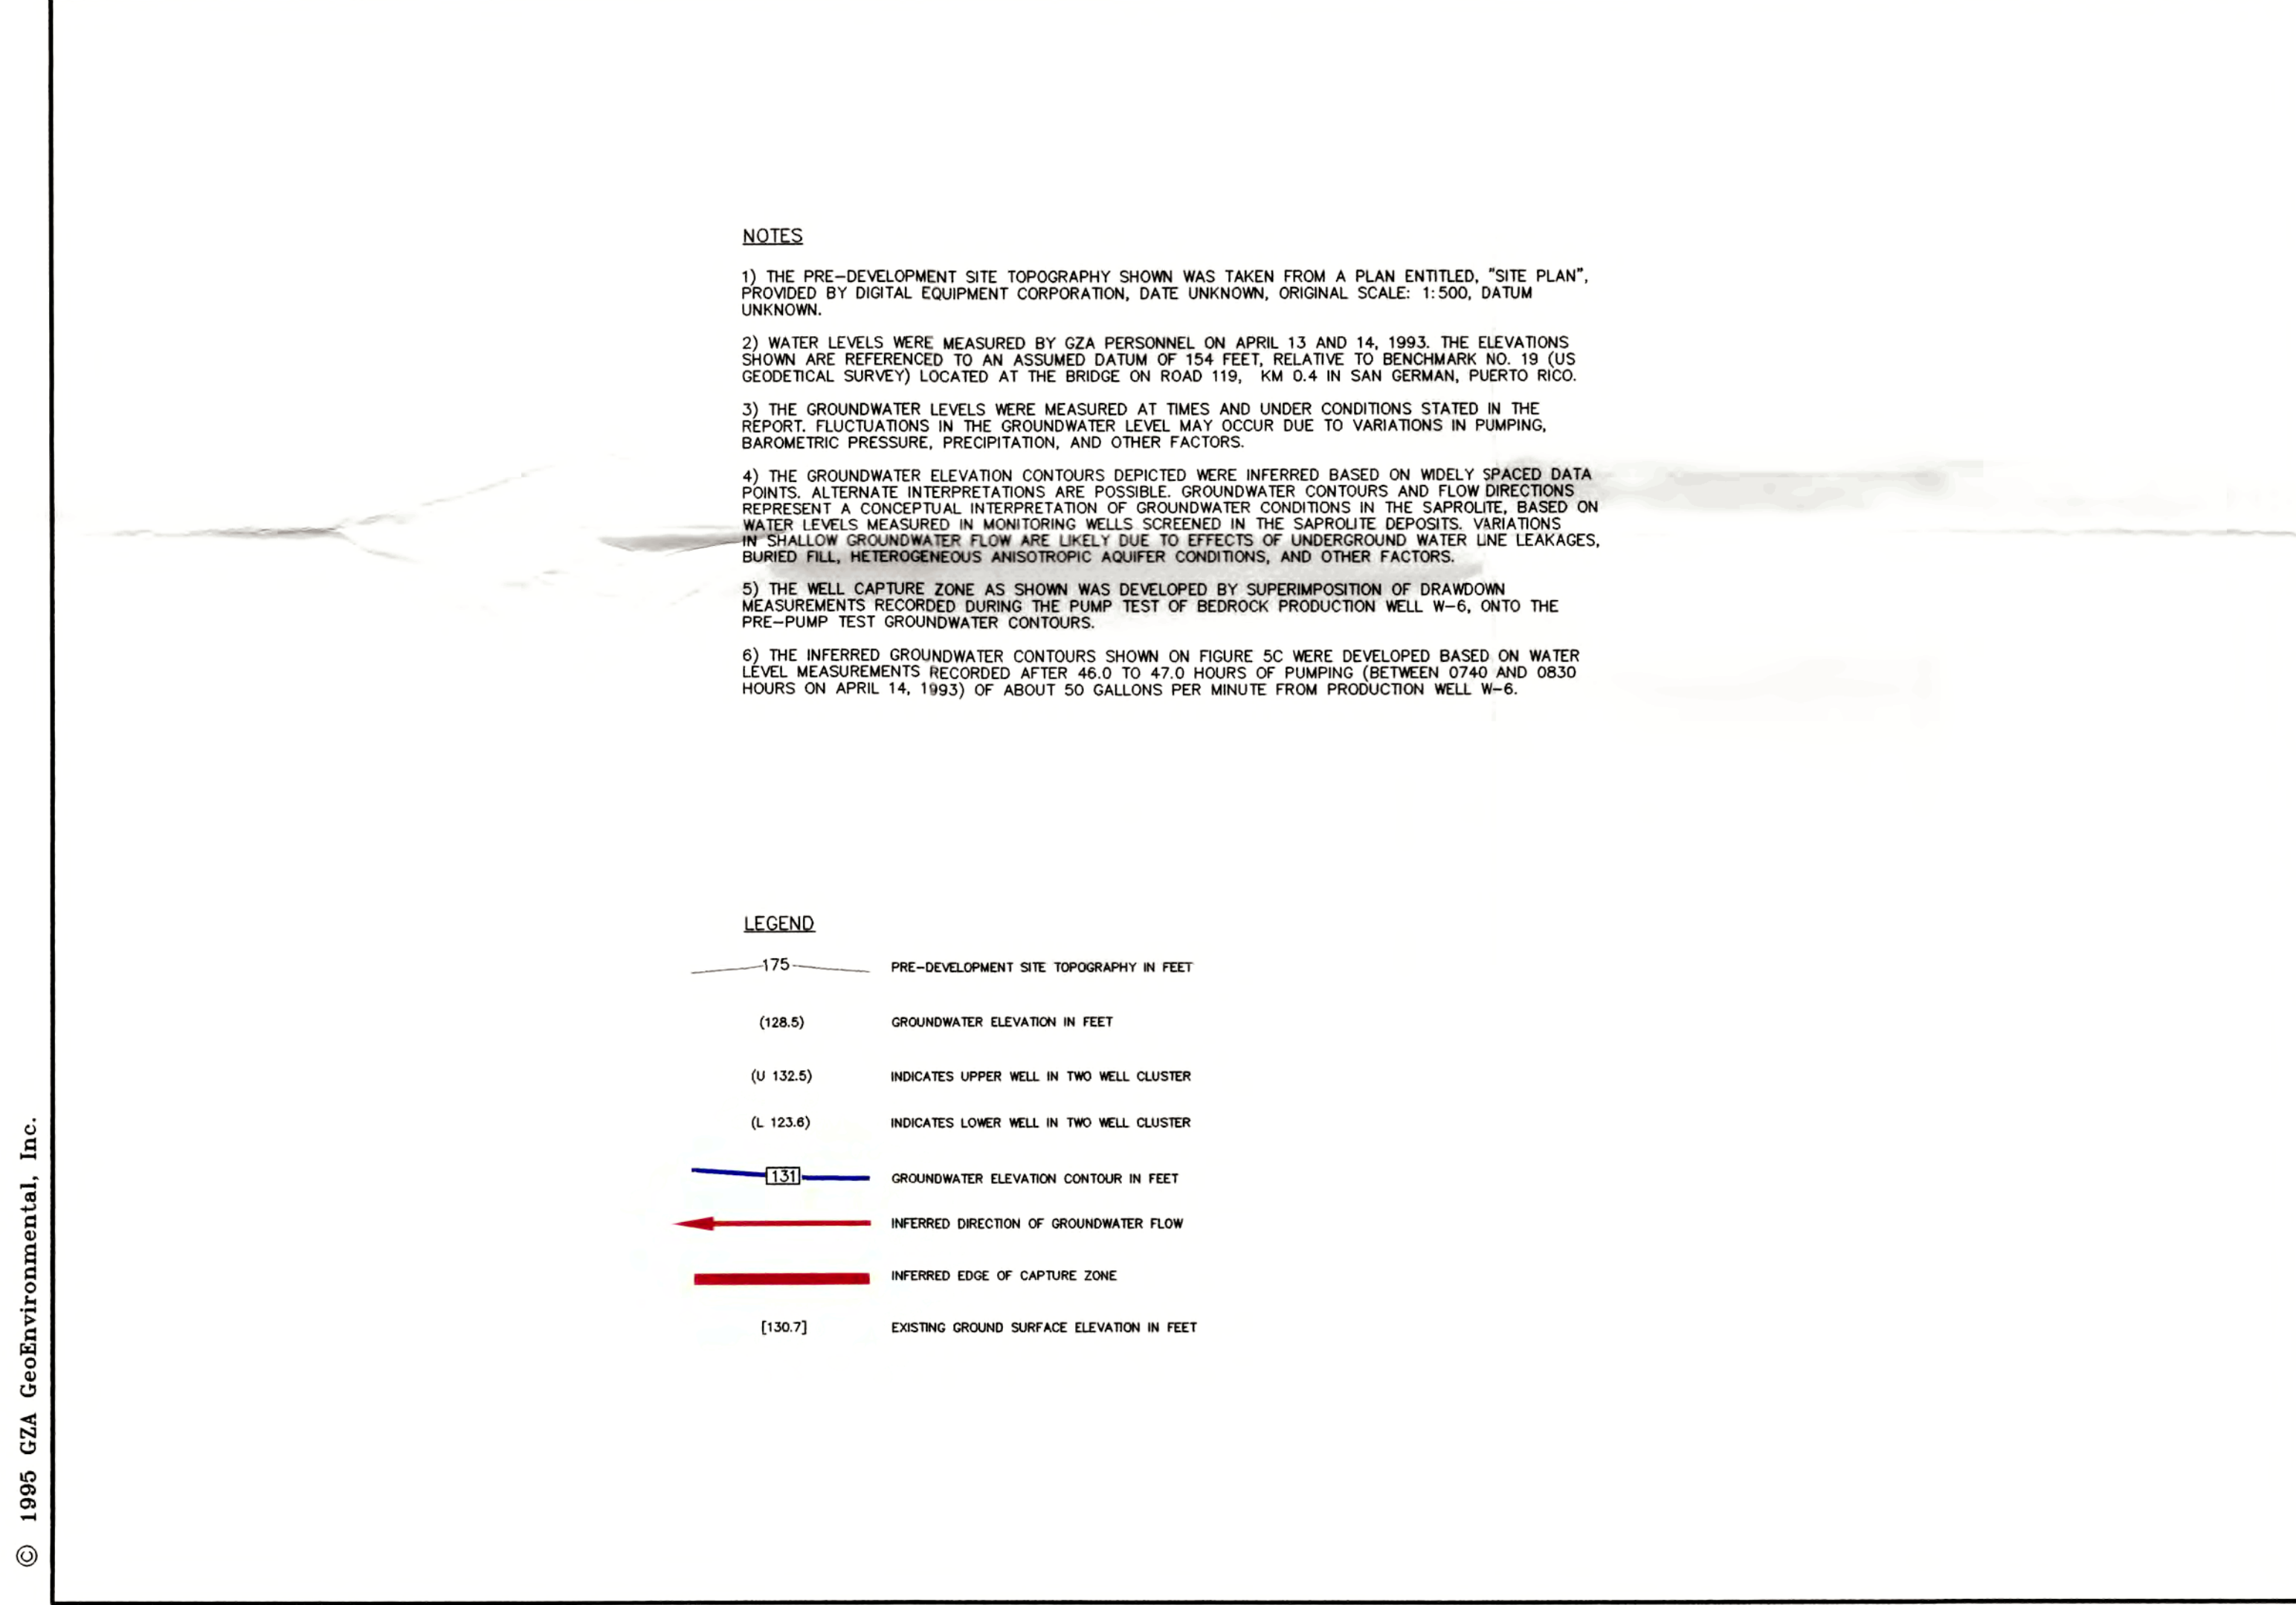 NOTES
1) THE PRE-DEVELOPMENT SITE TOPOGRAPHY SHOWN WAS TAKEN FROM A PLAN ENTITLED, "SITE PLAN",
PROVIDED BY DIGITAL EQUIPMENT CORPORATION, DATE UNKNOWN, ORIGINAL SCALE: 1:500, DATUM
UNKNOWN.
2) WATER LEVELS WERE MEASURED BY GZA PERSONNEL ON APRIL 13 AND 14, 1993. THE ELEVATIONS
SHOWN ARE REFERENCED TO AN ASSUMED DATUM OF 154 FEET, RELATIVE TO BENCHMARK NO. 19 (US
GEODETICAL SURVEY) LOCATED AT THE BRIDGE ON ROAD 119, KM 0.4 IN SAN GERMAN, PUERTO RICO.
3) THE GROUNDWATER LEVELS WERE MEASURED AT TIMES AND UNDER CONDITIONS STATED IN THE
REPORT. FLUCTUATIONS IN THE GROUNDWATER LEVEL MAY OCCUR DUE TO VARIATIONS IN PUMPING,
BAROMETRIC PRESSURE, PRECIPITATION, AND OTHER FACTORS.
4) THE GROUNDWATER ELEVATION CONTOURS DEPICTED WERE INFERRED BASED ON WIDELY SPACED DATA
POINTS. ALTERNATE INTERPRETATIONS ARE POSSIBLE. GROUNDWATER CONTOURS AND FLOW DIRECTIONS
REPRESENT A CONCEPTUAL INTERPRETATION OF GROUNDWATER CONDITIONS IN THE SAPROLITE, BASED ON
WATER LEVELS MEASURED IN MONITORING WELLS SCREENED IN THE SAPROLITE DEPOSITS. VARIATIONS
IN SHALLOW GROUNDWATER FLOW ARE LIKELY DUE TO EFFECTS OF UNDERGROUND WATER LINE LEAKAGES,
BURIED FILL, HETEROGENEOUS ANISOTROPIC AQUIFER CONDITIONS, AND OTHER FACTORS.
5) THE WELL CAPTURE ZONE AS SHOWN WAS DEVELOPED BY SUPERIMPOSITION OF DRAWDOWN
MEASUREMENTS RECORDED DURING THE PUMP TEST OF BEDROCK PRODUCTION WELL W-6, ONTO THE
PRE-PUMP TEST GROUNDWATER CONTOURS.
6) THE INFERRED GROUNDWATER CONTOURS SHOWN ON FIGURE 5C WERE DEVELOPED BASED ON WATER
LEVEL MEASUREMENTS RECORDED AFTER 46.0 TO 47.0 HOURS OF PUMPING (BETWEEN 0740 AND 0830
HOURS ON APRIL 14, 1993) OF ABOUT 50 GALLONS PER MINUTE FROM PRODUCTION WELL W-6.
LEGEND
175 PRE-DEVELOPMENT SITE TOPOGRAPHY IN FEET
(128.5) GROUNDWATER ELEVATION IN FEET
(U 132.5) INDICATES UPPER WELL IN TWO WELL CLUSTER
(L 123.6) INDICATES LOWER WELL IN TWO WELL CLUSTER
131 GROUNDWATER ELEVATION CONTOUR IN FEET
INFERRED DIRECTION OF GROUNDWATER FLOW
INFERRED EDGE OF CAPTURE ZONE
[130.7] EXISTING GROUND SURFACE ELEVATION IN FEET
© 1995 GZA GeoEnvironmental, Inc.